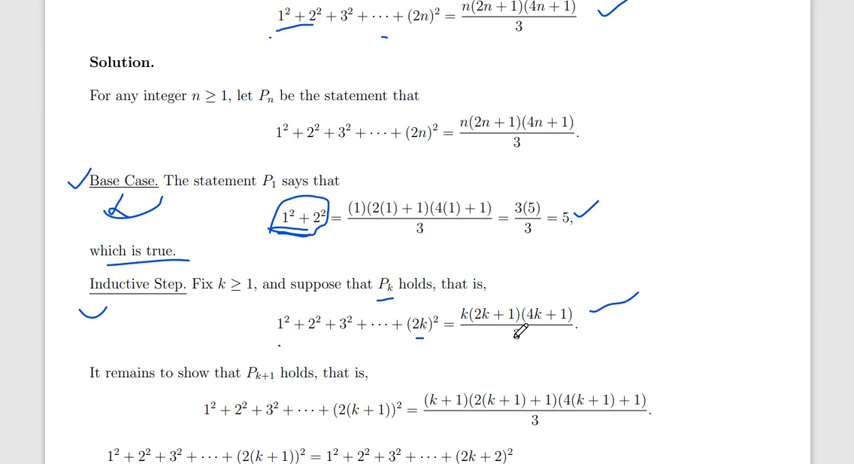 1² + 2² + 3² + ⋯ + (2n)² = n(2n + 1)(4n + 1) / 3
Solution.
For any integer n ≥ 1, let Pₙ be the statement that
1² + 2² + 3² + ⋯ + (2n)² = n(2n + 1)(4n + 1) / 3.
Base Case. The statement P₁ says that
1² + 2² = (1)(2(1) + 1)(4(1) + 1) / 3 = 3(5) / 3 = 5,
which is true.
Inductive Step. Fix k ≥ 1, and suppose that Pₖ holds, that is,
1² + 2² + 3² + ⋯ + (2k)² = k(2k + 1)(4k + 1) / .
It remains to show that Pₖ₊₁ holds, that is,
1² + 2² + 3² + ⋯ + (2(k + 1))² = (k + 1)(2(k + 1) + 1)(4(k + 1) + 1) / 3.
1² + 2² + 3² + ⋯ + (2(k + 1))² = 1² + 2² + 3² + ⋯ + (2k + 2)²